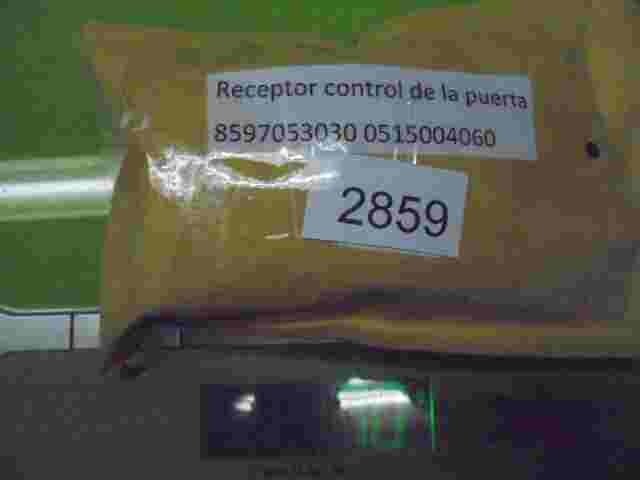 Receptor control de la puerta
8597053030 0515004060
2859